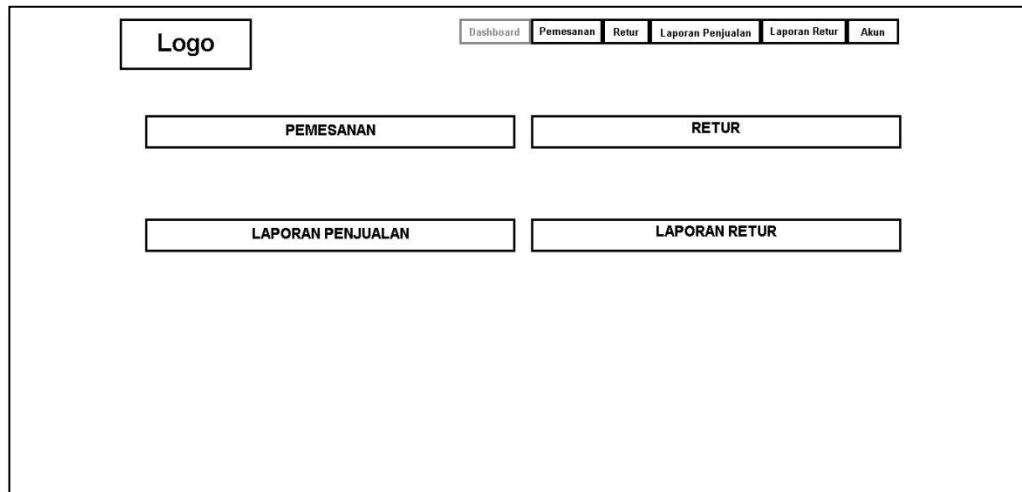 Logo
Dashboard Pemesanan Retur Laporan Penjualan Laporan Retur Akun
PEMESANAN RETUR
LAPORAN PENJUALAN LAPORAN RETUR